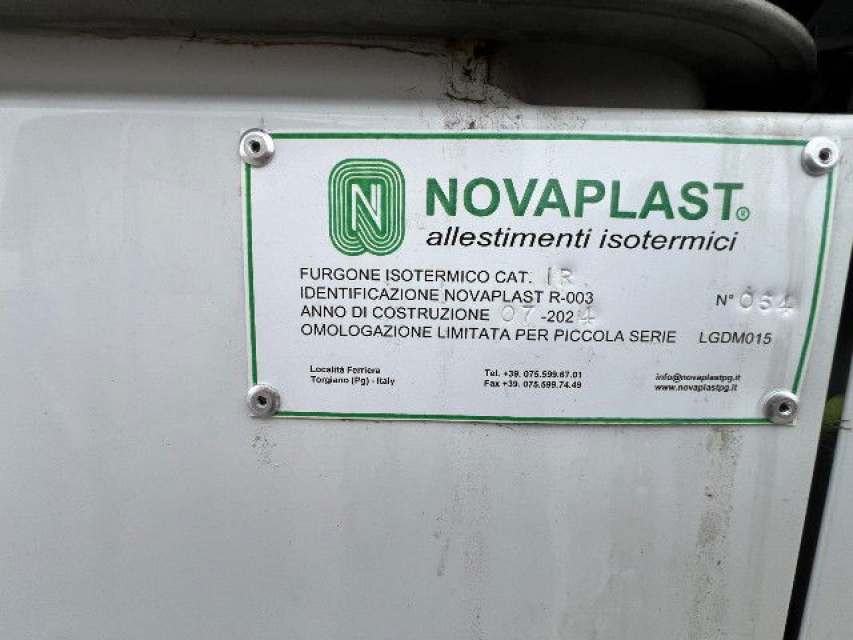 N NOVAPLAST®
allestimenti isotermici
FURGONE ISOTERMICO CAT. IR
IDENTIFICAZIONE NOVAPLAST R-003 N° 054
ANNO DI COSTRUZIONE 07-2024
OMOLOGAZIONE LIMITATA PER PICCOLA SERIE LGDM015
Località Ferriera Tel. +39. 075.599.67.01 info@novaplastpg.it
Torgiano (Pg) - Italy Fax +39. 075.599.74.49 www.novaplastpg.it